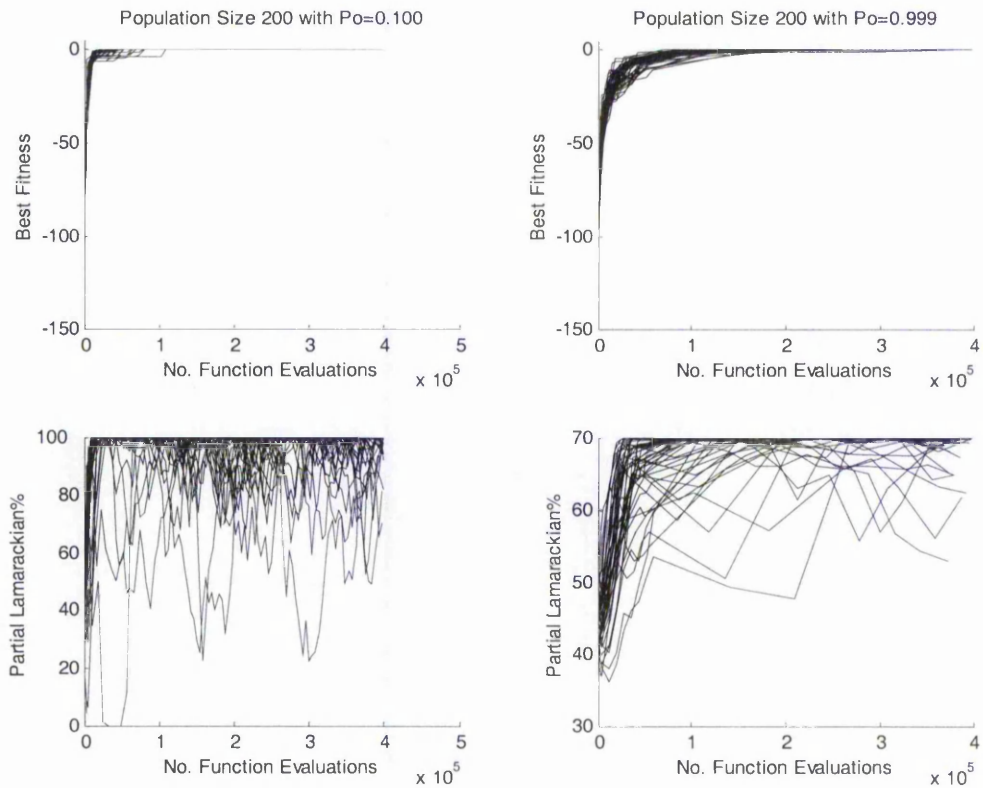 Population Size 200 with Po=0.100
0
-50
-100
-150
Best Fitness
0 1 2 3 4 5
No. Function Evaluations
x 10^5
Population Size 200 with Po=0.999
0
-50
-100
-150
Best Fitness
0 1 2 3 4
No. Function Evaluations
x 10^5
100
80
60
40
20
0
Partial Lamarackian%
0 1 2 3 4 5
No. Function Evaluations
x 10^5
70
60
50
40
30
Partial Lamarackian%
0 1 2 3 4
No. Function Evaluations
x 10^5